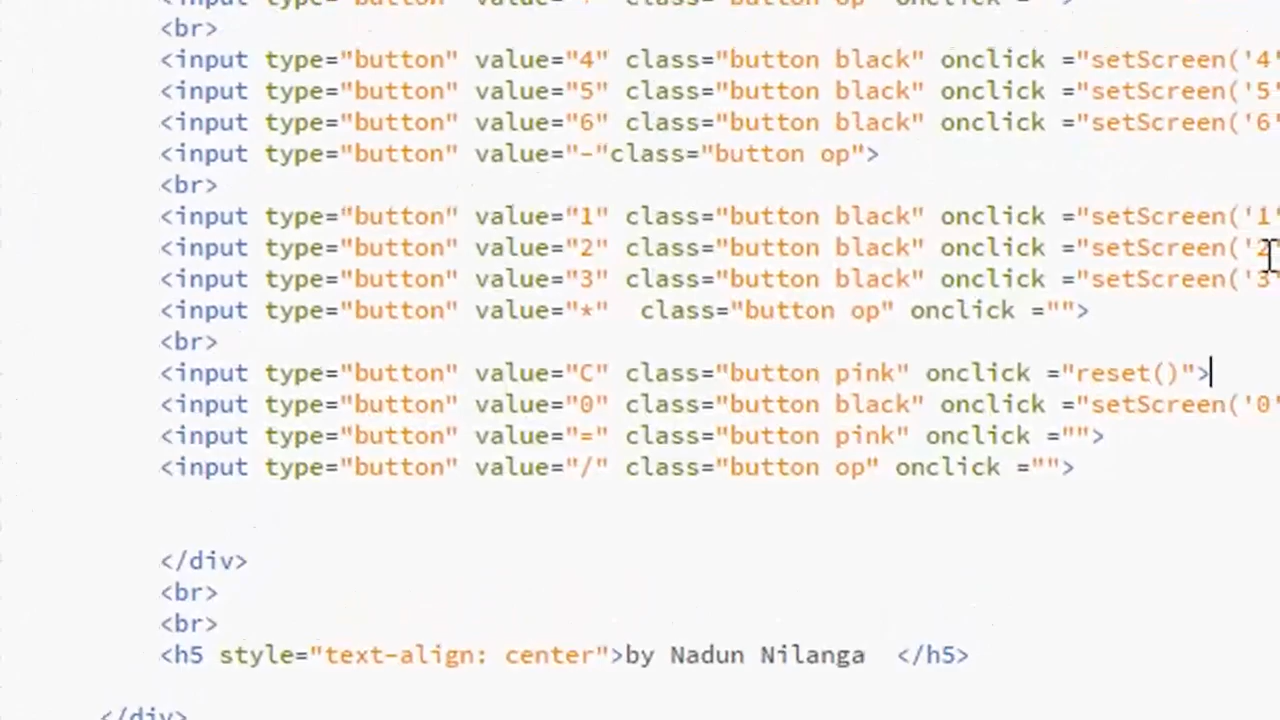 <br>
<input type="button" value="4" class="button black" onclick ="setScreen('4'
<input type="button" value="5" class="button black" onclick ="setScreen('5'
<input type="button" value="6" class="button black" onclick ="setScreen('6'
<input type="button" value="-"class="button op">
<br>
<input type="button" value="1" class="button black" onclick ="setScreen('1
<input type="button" value="2" class="button black" onclick ="setScreen('2
<input type="button" value="3" class="button black" onclick ="setScreen('3'
<input type="button" value="*"  class="button op" onclick ="">
<br>
<input type="button" value="C" class="button pink" onclick ="reset()">
<input type="button" value="0" class="button black" onclick ="setScreen('0'
<input type="button" value="=" class="button pink" onclick ="">
<input type="button" value="/" class="button op" onclick ="">
</div>
<br>
<br>
<h5 style="text-align: center">by Nadun Nilanga  </h5>
</div>